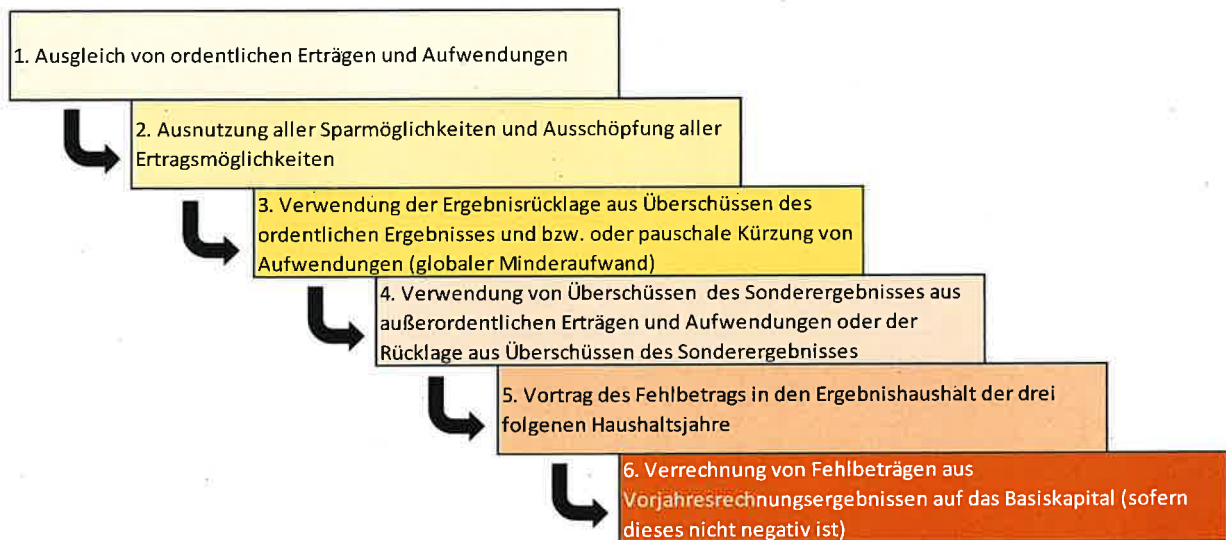 1. Ausgleich von ordentlichen Erträgen und Aufwendungen
2. Ausnutzung aller Sparmöglichkeiten und Ausschöpfung aller
Ertragsmöglichkeiten
3. Verwendung der Ergebnisrücklage aus Überschüssen des
ordentlichen Ergebnisses und bzw. oder pauschale Kürzung von
Aufwendungen (globaler Minderaufwand)
4. Verwendung von Überschüssen des Sonderergebnisses aus
außerordentlichen Erträgen und Aufwendungen oder der
Rücklage aus Überschüssen des Sonderergebnisses
5. Vortrag des Fehlbetrags in den Ergebnishaushalt der drei
folgenen Haushaltsjahre
6. Verrechnung von Fehlbeträgen aus
Vorjahresrechnungsergebnissen auf das Basiskapital (sofern
dieses nicht negativ ist)